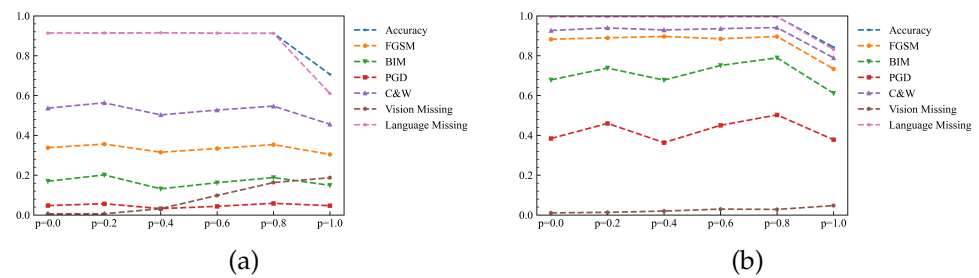 1.0
0.8
0.6
0.4
0.2
0.0
p=0.0 p=0.2 p=0.4 p=0.6 p=0.8 p=1.0
Accuracy
FGSM
BIM
PGD
C&W
Vision Missing
Language Missing
(a)
1.0
0.8
0.6
0.4
0.2
0.0
p=0.0 p=0.2 p=0.4 p=0.6 p=0.8 p=1.0
Accuracy
FGSM
BIM
PGD
C&W
Vision Missing
Language Missing
(b)